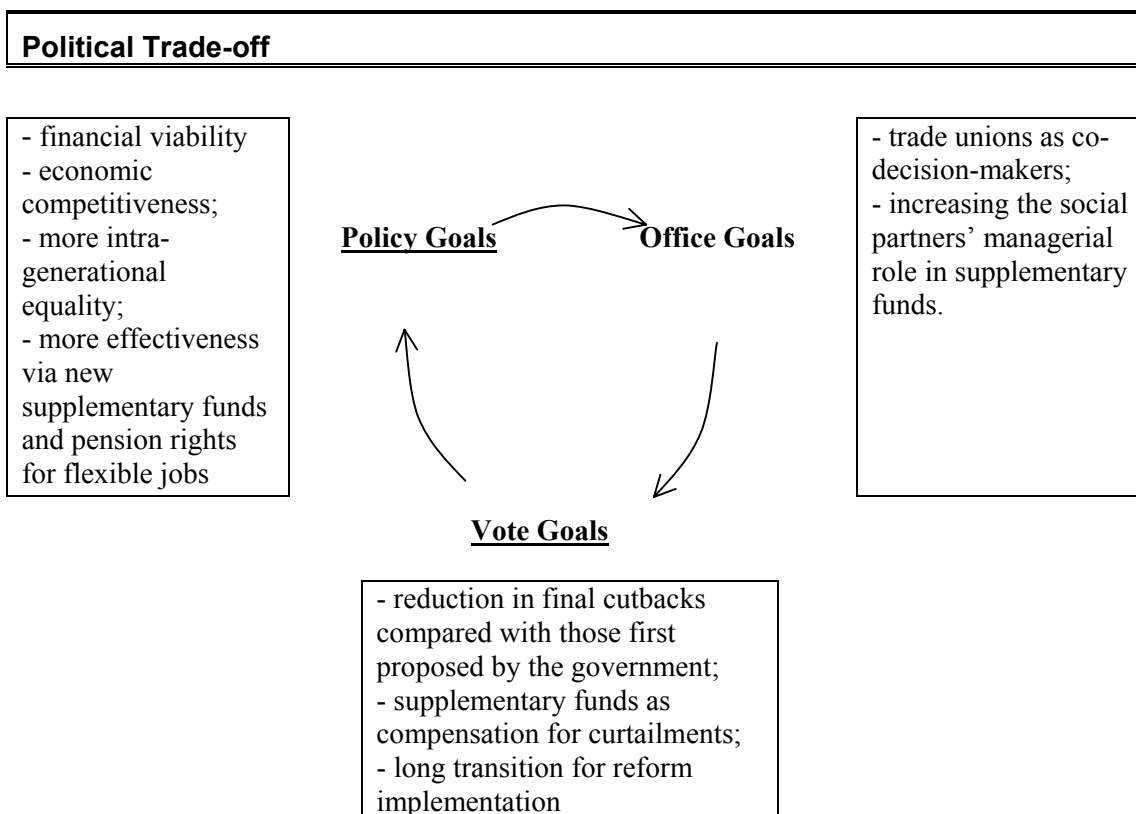 Political Trade-off
- financial viability
- economic
competitiveness;
- more intra-
generational
equality;
- more effectiveness
via new
supplementary funds
and pension rights
for flexible jobs
Policy Goals
Office Goals
- trade unions as co-
decision-makers;
- increasing the social
partners’ managerial
role in supplementary
funds.
Vote Goals
- reduction in final cutbacks
compared with those first
proposed by the government;
- supplementary funds as
compensation for curtailments;
- long transition for reform
implementation